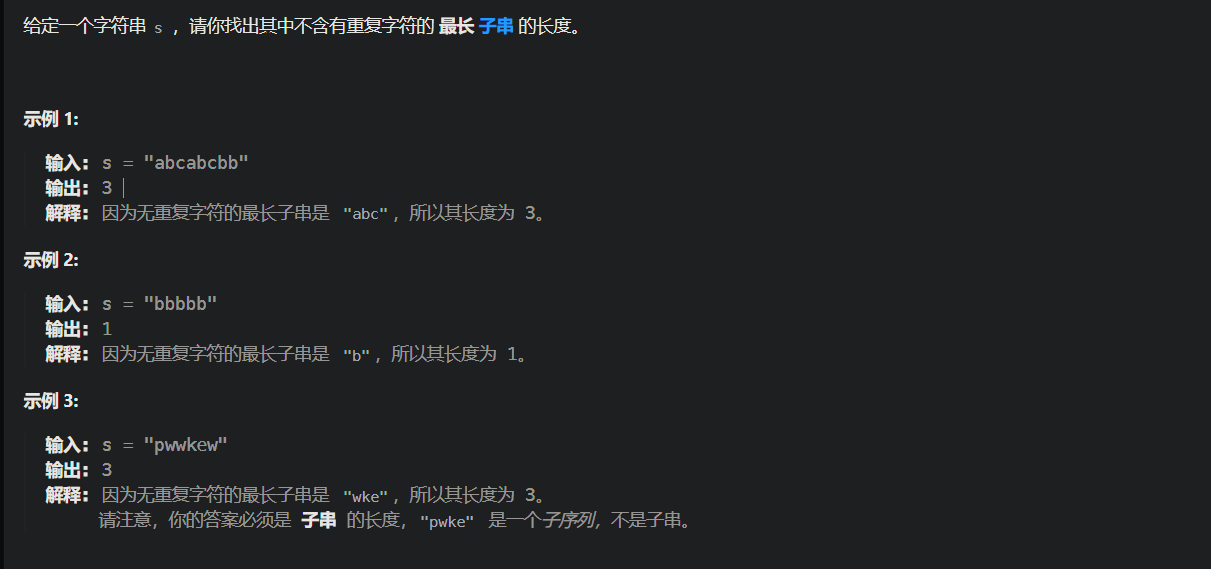 给定一个字符串 s ，请你找出其中不含有重复字符的 最长 子串 的长度。
示例 1:
输入: s = "abcabcbb"
输出: 3
解释: 因为无重复字符的最长子串是 "abc"，所以其长度为 3。
示例 2:
输入: s = "bbbbb"
输出: 1
解释: 因为无重复字符的最长子串是 "b"，所以其长度为 1。
示例 3:
输入: s = "pwwkew"
输出: 3
解释: 因为无重复字符的最长子串是 "wke"，所以其长度为 3。
请注意，你的答案必须是 子串 的长度，"pwke" 是一个子序列，不是子串。